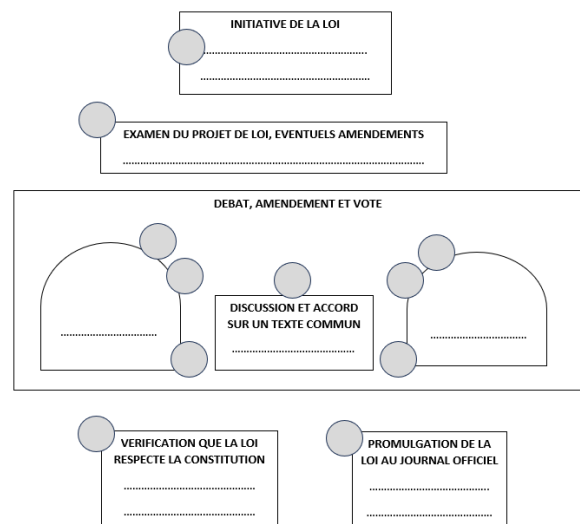 INITIATIVE DE LA LOI
EXAMEN DU PROJET DE LOI, EVENTUELS AMENDEMENTS
DEBAT, AMENDEMENT ET VOTE
DISCUSSION ET ACCORD
SUR UN TEXTE COMMUN
VERIFICATION QUE LA LOI
RESPECTE LA CONSTITUTION
PROMULGATION DE LA
LOI AU JOURNAL OFFICIEL